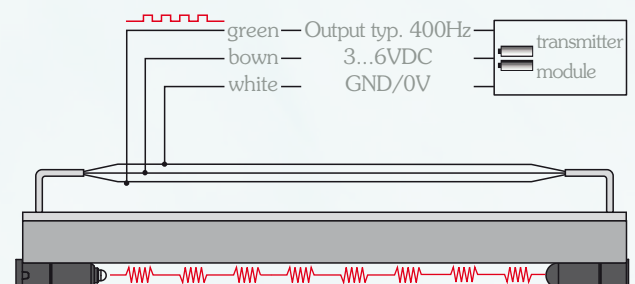 green Output typ. 400Hz
bown 3...6VDC
white GND/0V
transmitter
module